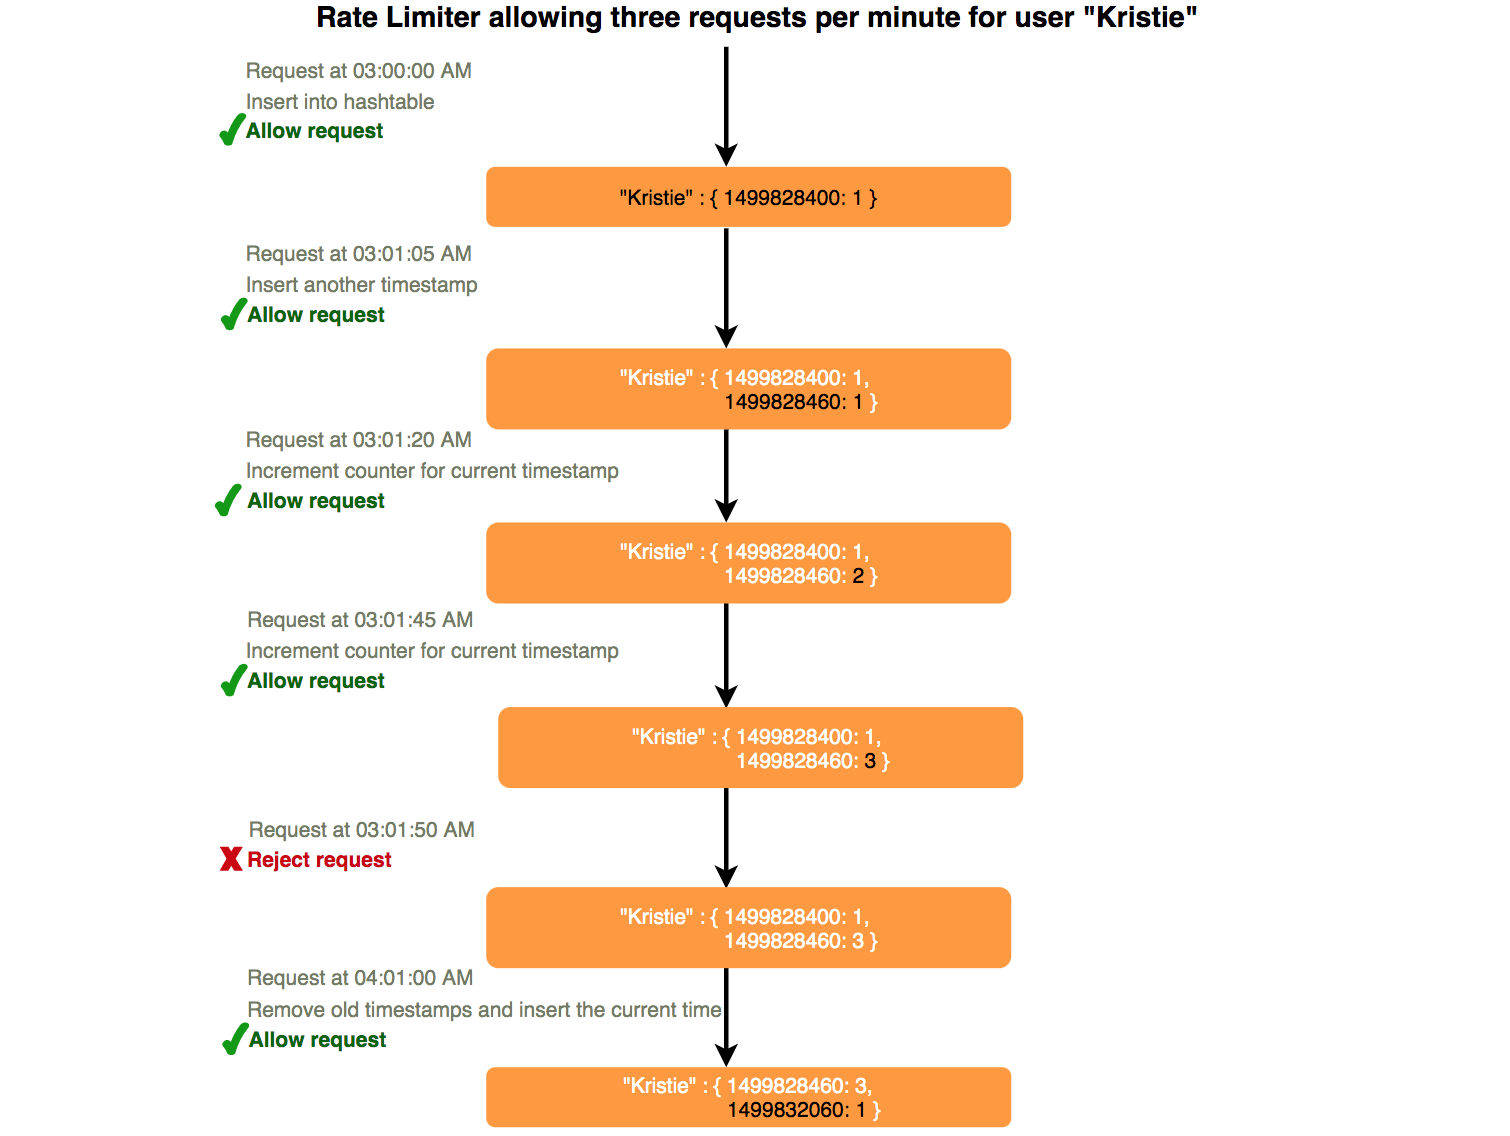 Rate Limiter allowing three requests per minute for user "Kristie"
Request at 03:00:00 AM
Insert into hashtable
Allow request
"Kristie" : { 1499828400: 1 }
Request at 03:01:05 AM
Insert another timestamp
Allow request
"Kristie" : { 1499828400: 1,
1499828460: 1 }
Request at 03:01:20 AM
Increment counter for current timestamp
Allow request
"Kristie" : { 1499828400: 1,
1499828460: 2 }
Request at 03:01:45 AM
Increment counter for current timestamp
Allow request
"Kristie" : { 1499828400: 1,
1499828460: 3 }
Request at 03:01:50 AM
Reject request
"Kristie" : { 1499828400: 1,
1499828460: 3 }
Request at 04:01:00 AM
Remove old timestamps and insert the current time
Allow request
"Kristie" : { 1499828460: 3,
1499832060: 1 }